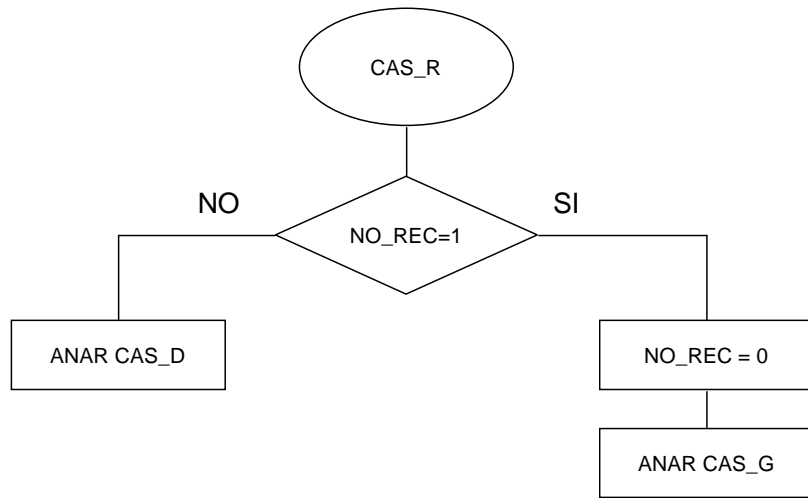 CAS_R
NO
SI
NO_REC=1
ANAR CAS_D
NO_REC = 0
ANAR CAS_G